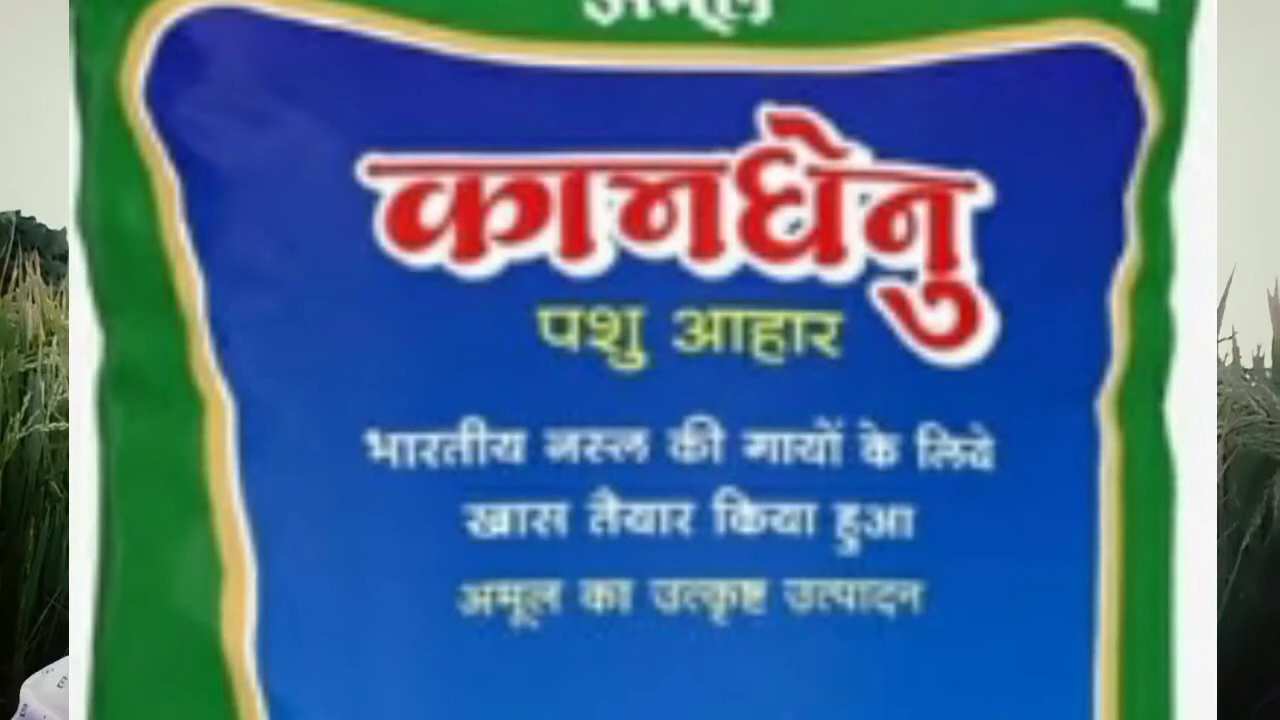 अमूल
कामधेनु
पशु आहार
भारतीय नस्ल की गायों के लिये
खास तैयार किया हुआ
अमूल का उत्कृष्ट उत्पादन